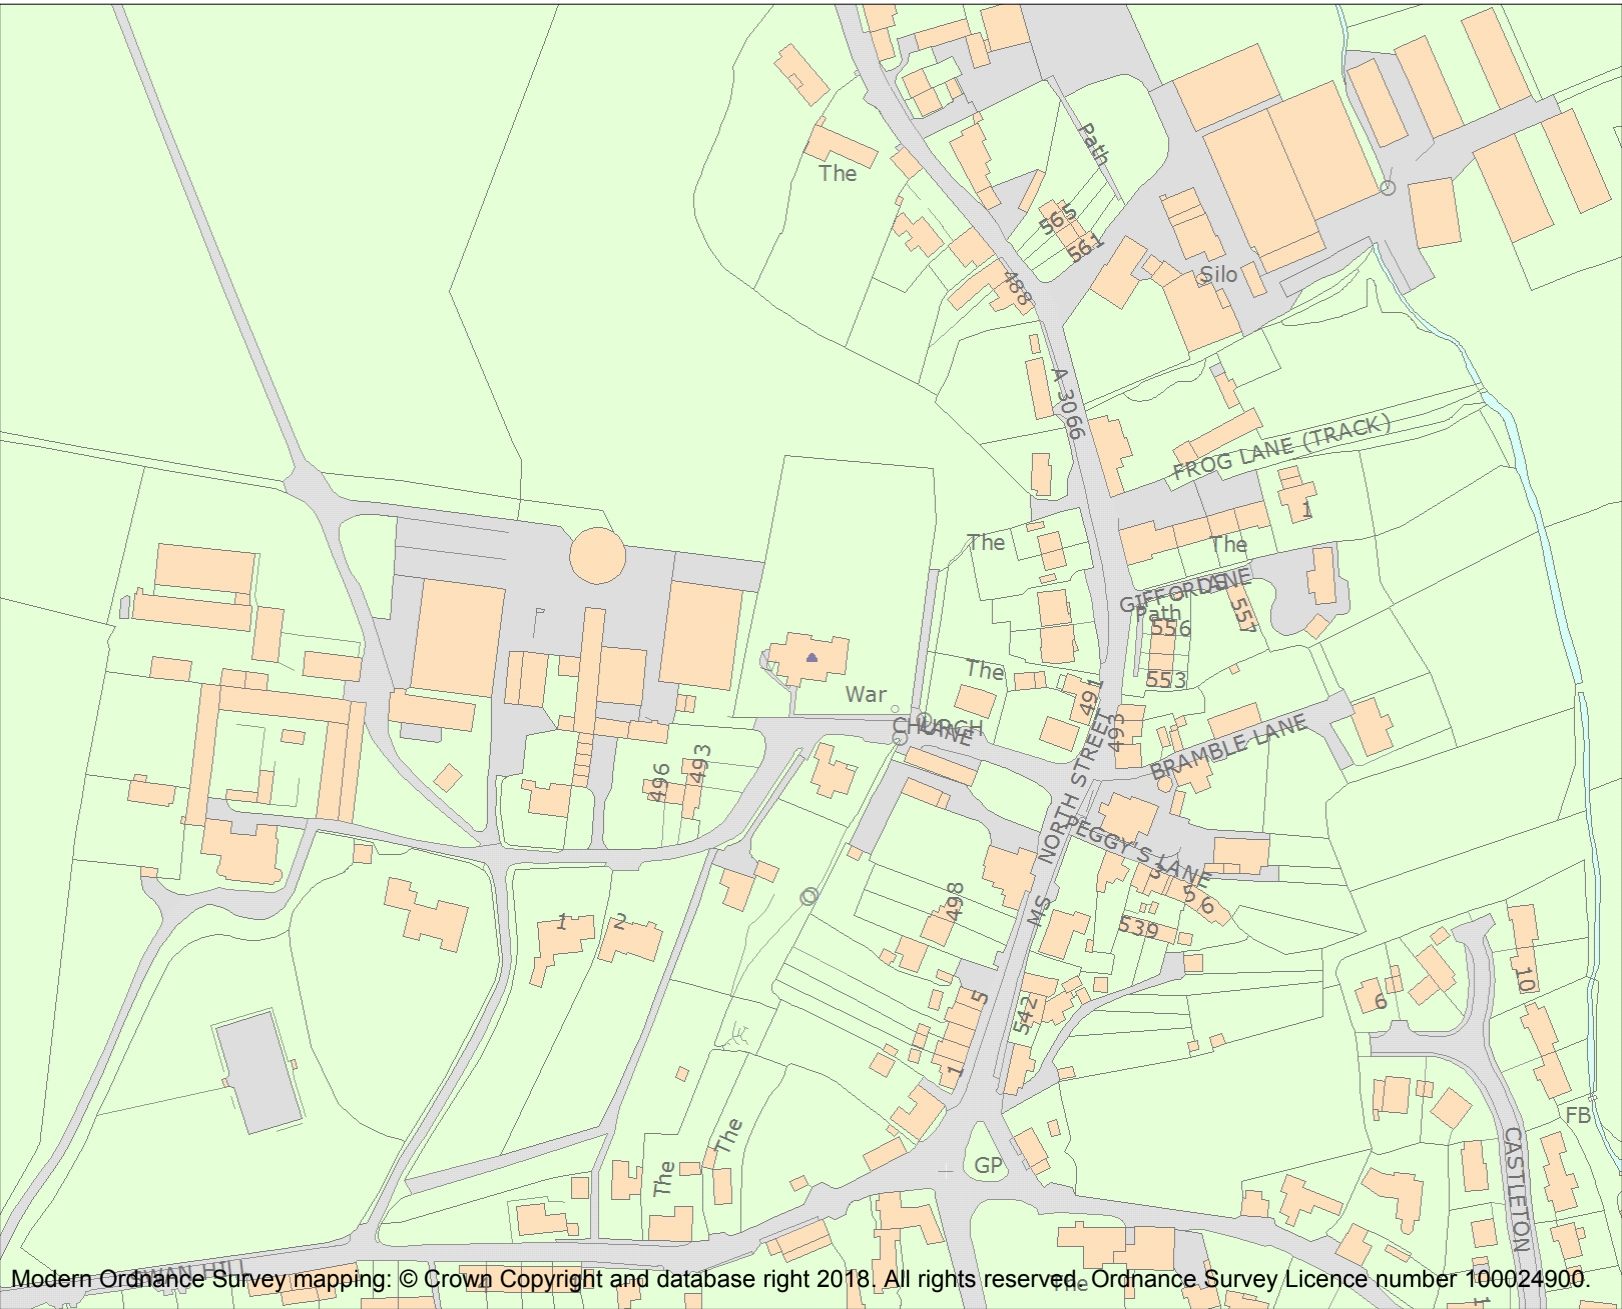 Path
The
565
561
Silo
488
A 3066
FROG LANE (TRACK)
1
The
The
GIFFORDS LANE
Path
557
556
The
553
491
War
493
CHURCH
LANE
BRAMBLE LANE
493
496
NORTH STREET
PEGGY'S LANE
3
5
6
498
MS
1
2
539
10
6
5
542
1
FB
The
The
GP
CASTLETON
The
1
Modern Ordnance Survey mapping: © Crown Copyright and database right 2018. All rights reserved. Ordnance Survey Licence number 100024900.